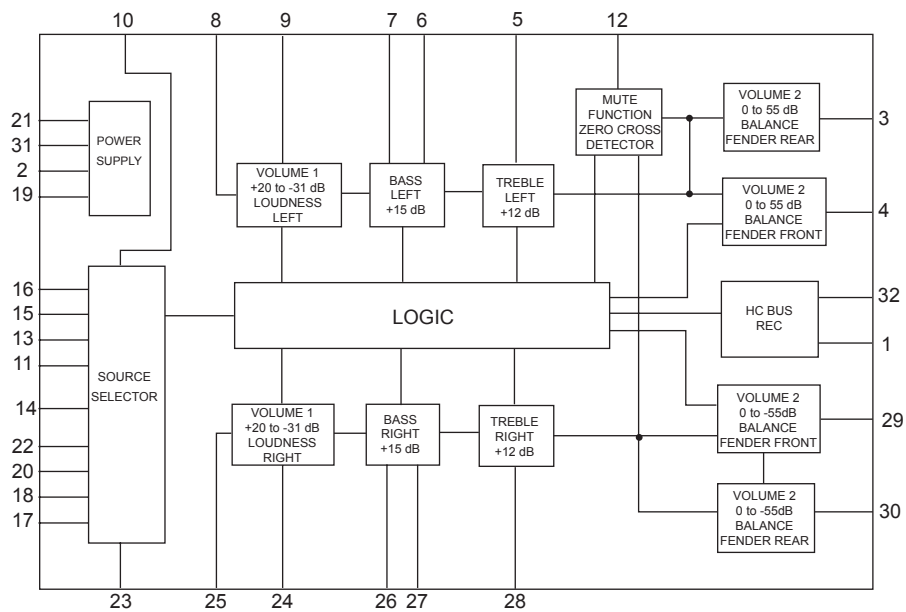 10
8
9
7
6
5
12
21
31
2
19
POWER
SUPPLY
VOLUME 1
+20 to -31 dB
LOUDNESS
LEFT
BASS
LEFT
+15 dB
TREBLE
LEFT
+12 dB
MUTE
FUNCTION
ZERO CROSS
DETECTOR
VOLUME 2
0 to 55 dB
BALANCE
FENDER REAR
3
VOLUME 2
0 to 55 dB
BALANCE
FENDER FRONT
4
16
15
13
11
14
22
20
18
17
SOURCE
SELECTOR
LOGIC
HC BUS
REC
32
1
VOLUME 1
+20 to -31 dB
LOUDNESS
RIGHT
BASS
RIGHT
+15 dB
TREBLE
RIGHT
+12 dB
VOLUME 2
0 to -55dB
BALANCE
FENDER FRONT
29
VOLUME 2
0 to -55dB
BALANCE
FENDER REAR
30
23
25
24
26
27
28